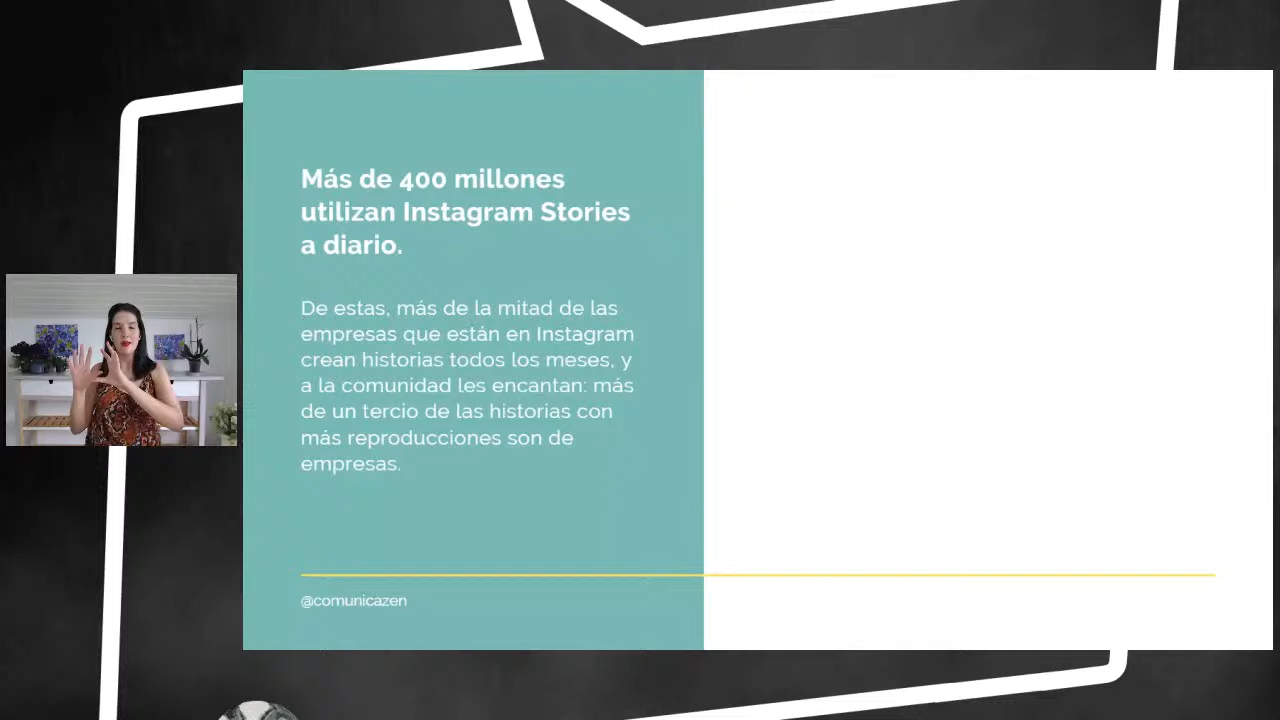 Más de 400 millones
utilizan Instagram Stories
a diario.
De estas, más de la mitad de las
empresas que están en Instagram
crean historias todos los meses, y
a la comunidad les encantan: más
de un tercio de las historias con
más reproducciones son de
empresas.
@comunicazen